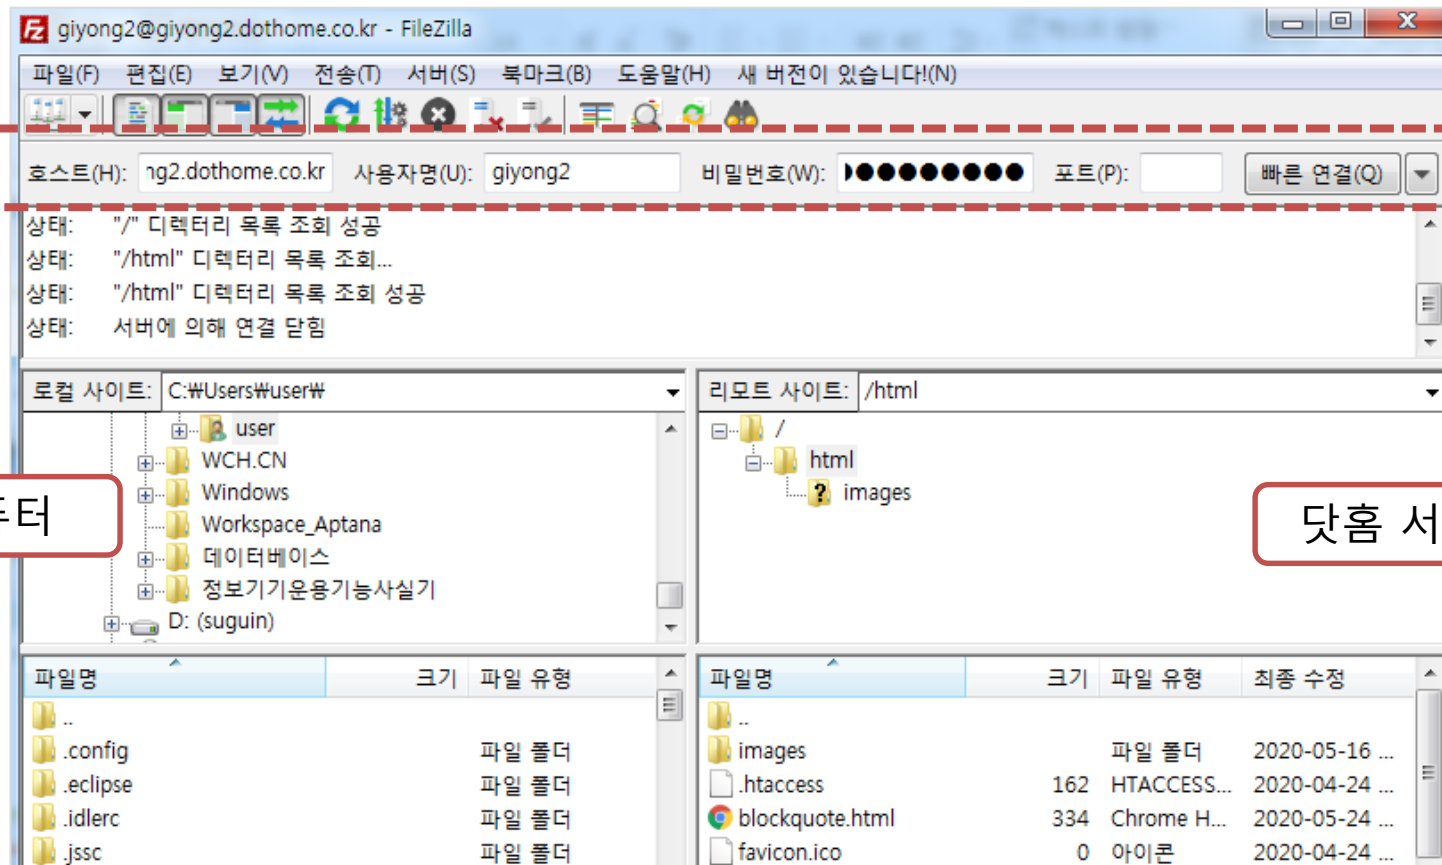 giyong2@giyong2.dothome.co.kr - FileZilla
파일(F) 편집(E) 보기(V) 전송(T) 서버(S) 북마크(B) 도움말(H) 새 버전이 있습니다!(N)
호스트(H): ng2.dothome.co.kr 사용자명(U): giyong2 비밀번호(W): ●●●●●●●●● 포트(P): 빠른 연결(Q)
상태: "/" 디렉터리 목록 조회 성공
상태: "/html" 디렉터리 목록 조회...
상태: "/html" 디렉터리 목록 조회 성공
상태: 서버에 의해 연결 닫힘
로컬 사이트: C:₩Users₩user₩
user
WCH.CN
Windows
Workspace_Aptana
데이터베이스
정보기기운용기능사실기
D: (suguin)
터
리모트 사이트: /html
/
html
images
닷홈 서
파일명 크기 파일 유형
..
.config 파일 폴더
.eclipse 파일 폴더
.idlerc 파일 폴더
.jssc 파일 폴더
파일명 크기 파일 유형 최종 수정
..
images 파일 폴더 2020-05-16 ...
.htaccess 162 HTACCESS... 2020-04-24 ...
blockquote.html 334 Chrome H... 2020-05-24 ...
favicon.ico 0 아이콘 2020-04-24 ...